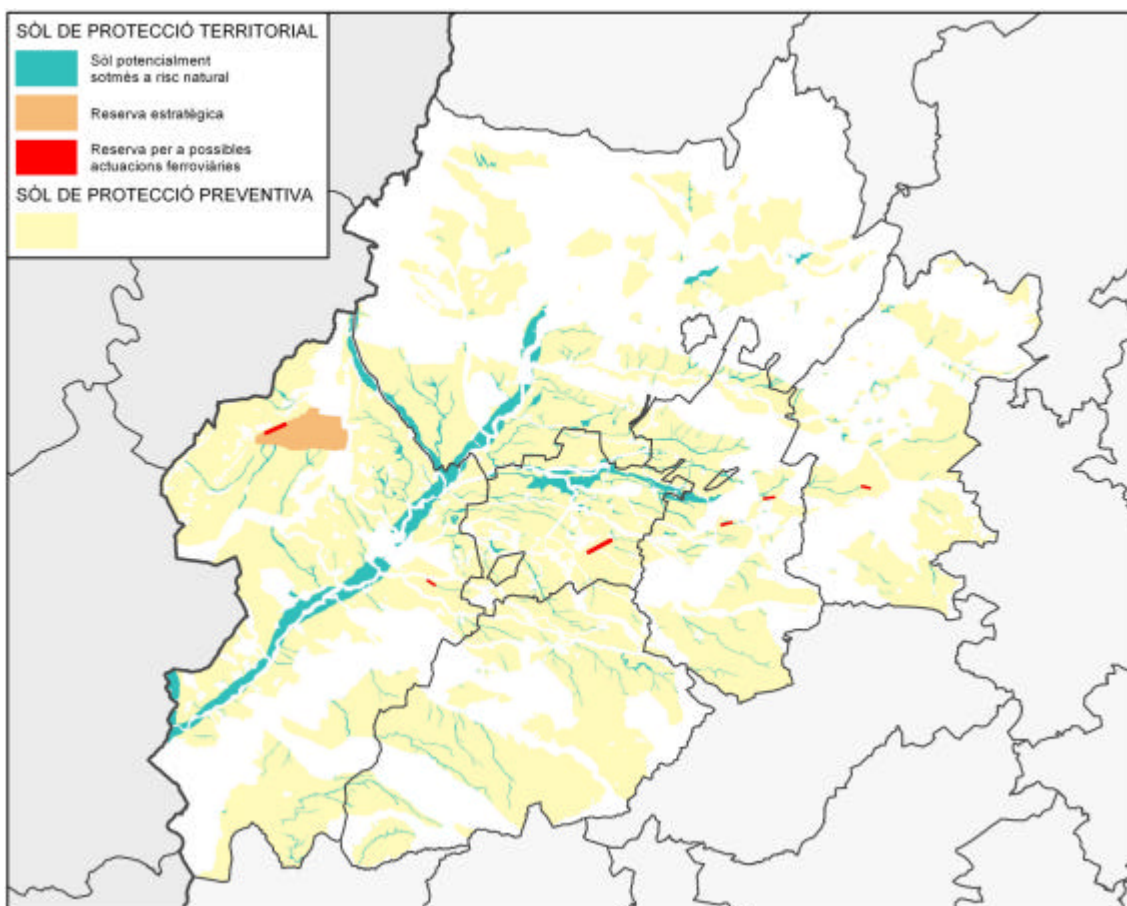 SÒL DE PROTECCIÓ TERRITORIAL
Sòl potencialment
sotmès a risc natural
Reserva estratègica
Reserva per a possibles
actuacions ferroviàries
SÒL DE PROTECCIÓ PREVENTIVA